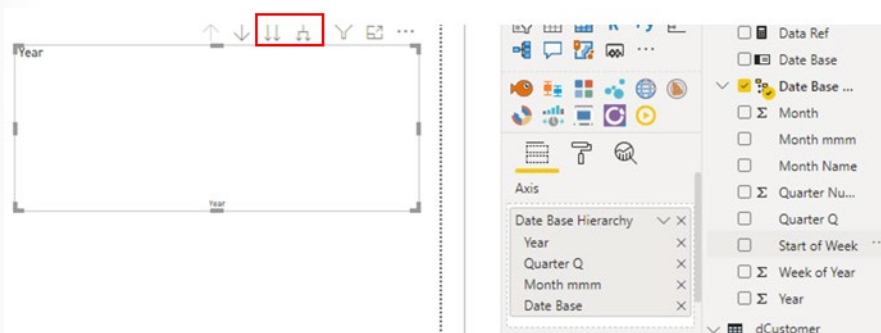 Year
Year
Axis
Date Base Hierarchy
Year
Quarter Q
Month mmm
Date Base
Data Ref
Date Base
Date Base ...
Month
Month mmm
Month Name
Quarter Nu...
Quarter Q
Start of Week
Week of Year
Year
dCustomer